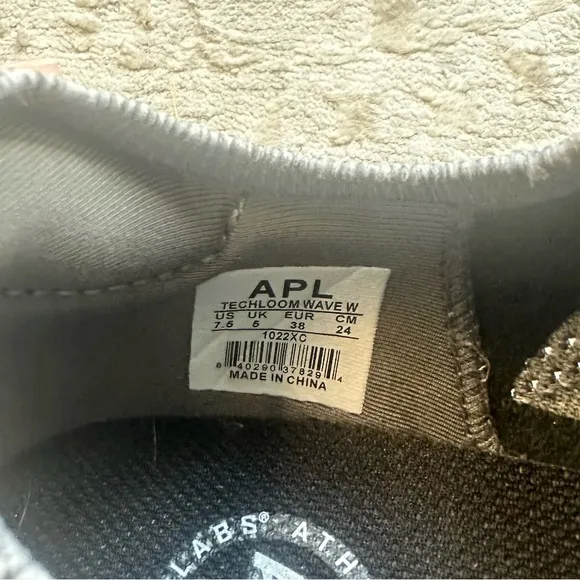 APL
TECHLOOM WAVE W
US UK EUR CM
7.5 5 38 24
1022XC
8 40290 37829 4
MADE IN CHINA
LABS® ATH